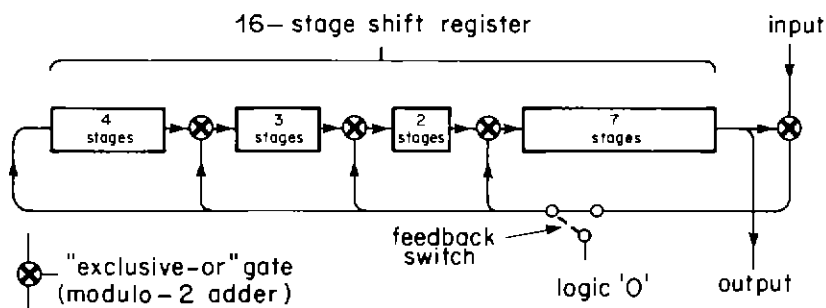 16-stage shift register
input
4
stages
3
stages
2
stages
7
stages
feedback
switch
logic '0'
output
"exclusive-or" gate
(modulo-2 adder)